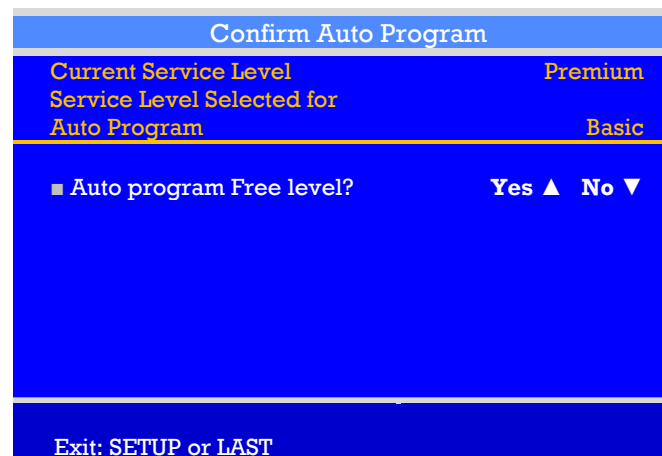 Confirm Auto Program
Current Service Level Premium
Service Level Selected for
Auto Program Basic
■ Auto program Free level? Yes ▲ No ▼
Exit: SETUP or LAST